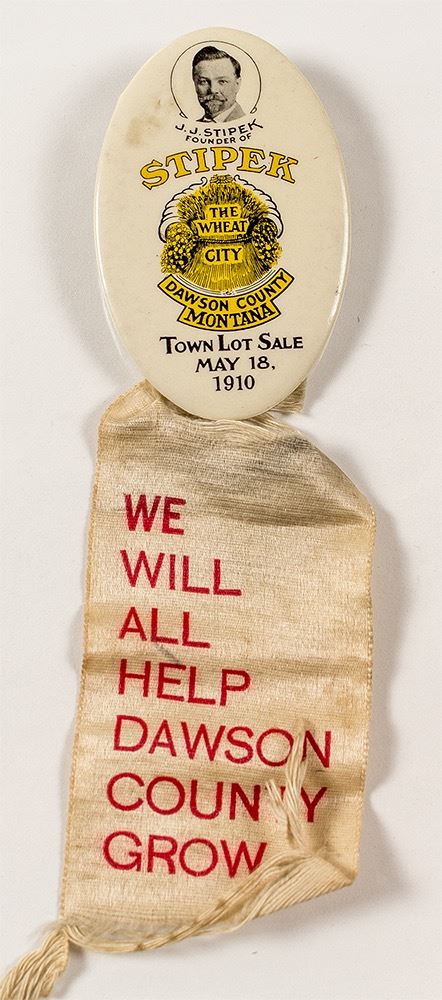 J. J. STIPEK
FOUNDER OF
STIPEK
THE
WHEAT
CITY
DAWSON COUNTY
MONTANA
TOWN LOT SALE
MAY 18,
1910
WE
WILL
ALL
HELP
DAWSON
COUNTY
GROW